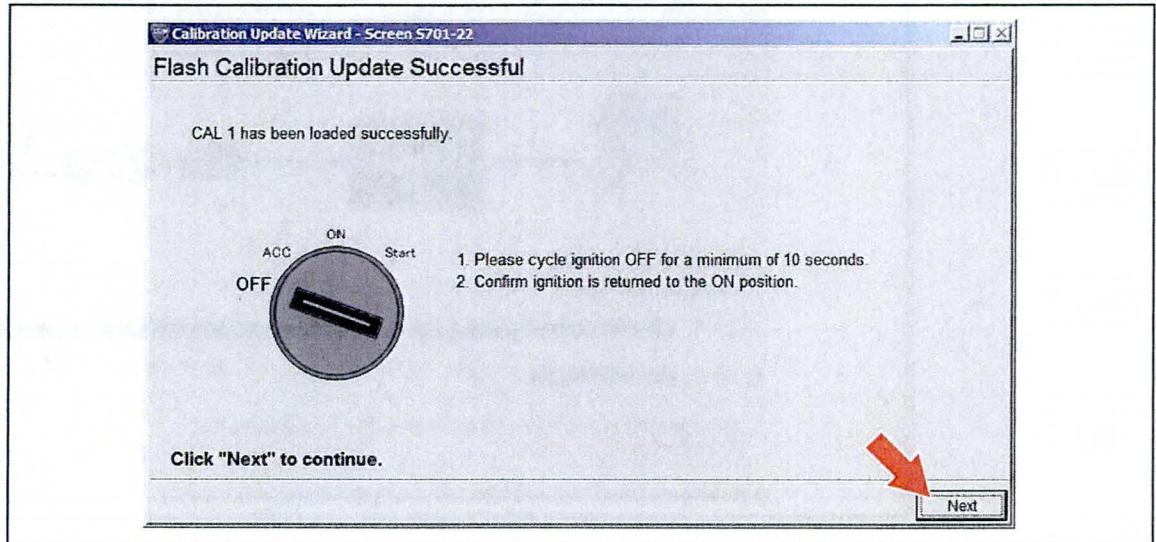 Calibration Update Wizard - Screen S701-22
Flash Calibration Update Successful
CAL 1 has been loaded successfully.
ON
ACC
Start
OFF
1. Please cycle ignition OFF for a minimum of 10 seconds.
2. Confirm ignition is returned to the ON position.
Click "Next" to continue.
Next